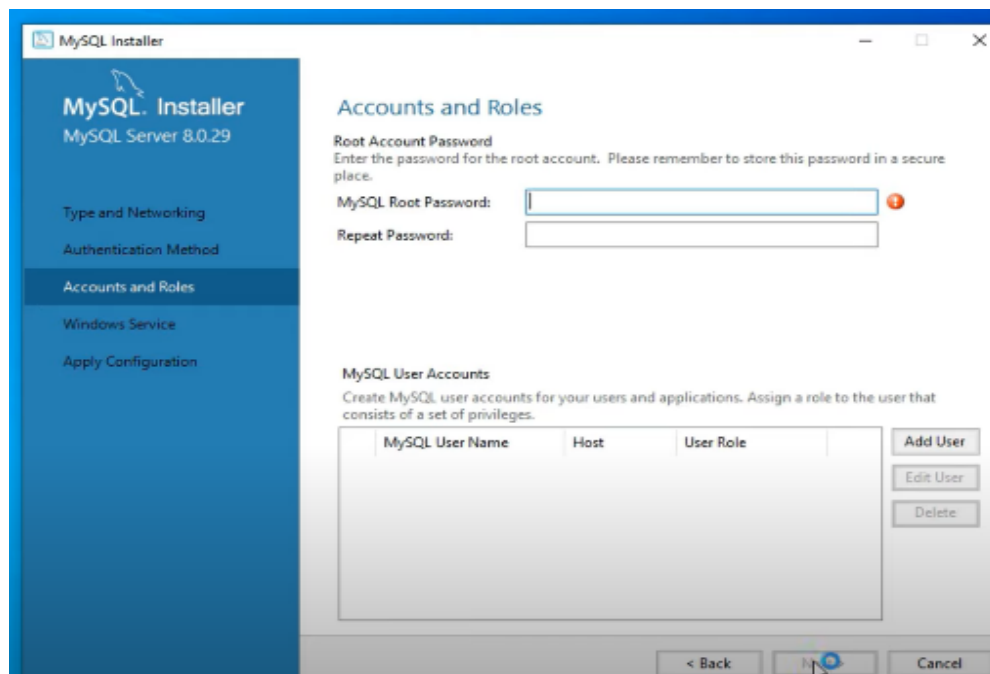 MySQL Installer
MySQL. Installer
MySQL Server 8.0.29
Type and Networking
Authentication Method
Accounts and Roles
Windows Service
Apply Configuration
Accounts and Roles
Root Account Password
Enter the password for the root account. Please remember to store this password in a secure
place.
MySQL Root Password:
Repeat Password:
MySQL User Accounts
Create MySQL user accounts for your users and applications. Assign a role to the user that
consists of a set of privileges.
MySQL User Name Host User Role
Add User
Edit User
Delete
< Back Cancel